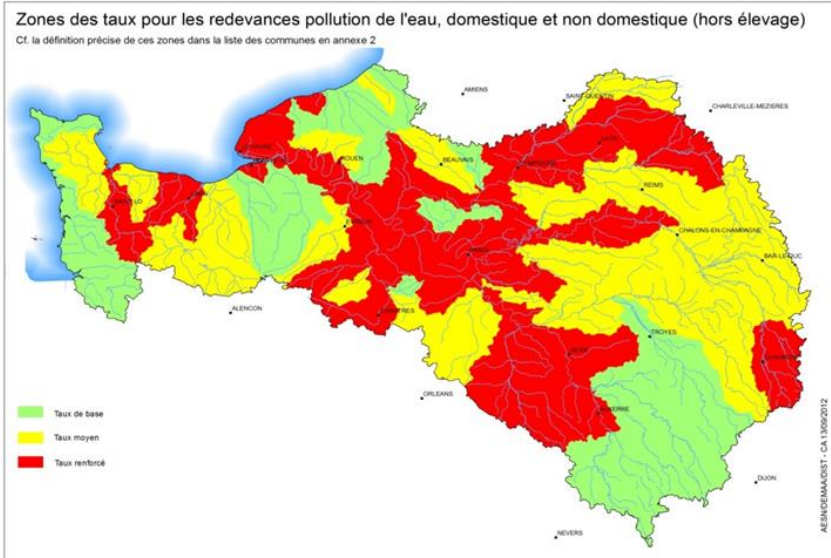 Zones des taux pour les redevances pollution de l'eau, domestique et non domestique (hors élevage)
Cf. la définition précise de ces zones dans la liste des communes en annexe 2
AMIENS
SAINT-QUENTIN
CHARLEVILLE-MEZIERES
ROUEN
BEAUVAIS
REIMS
CHALONS-EN-CHAMPAGNE
BAR-LE-DUC
ALENCON
TROYES
ORLEANS
DIJON
NEVERS
Taux de base
Taux moyen
Taux renforcé
AESN/DEMAA/DIST - CA 13/09/2012